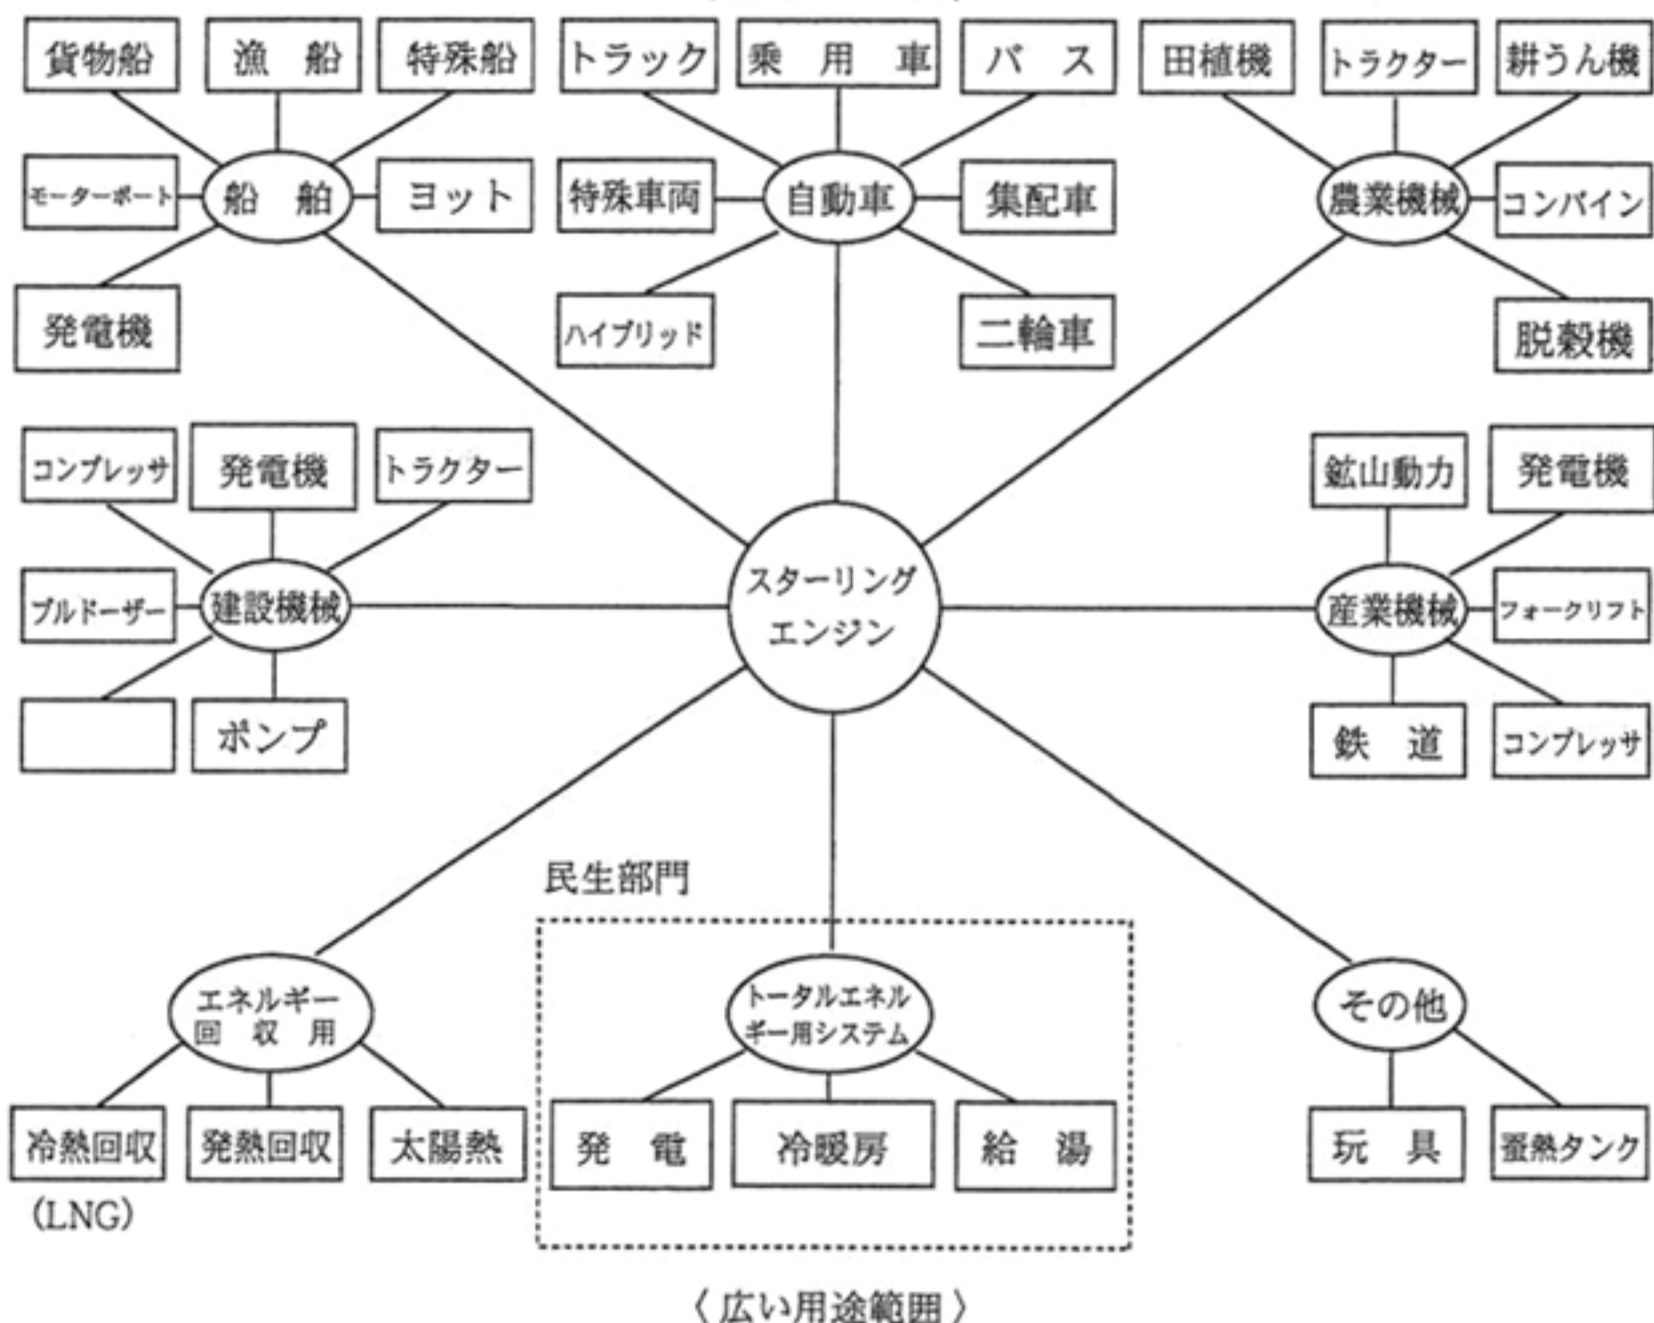 貨物船
漁 船
特殊船
モーターボート
船 舶
ヨット
発電機
トラック
乗 用 車
バ ス
特殊車両
自動車
集配車
ハイブリッド
二輪車
田植機
トラクター
耕うん機
農業機械
コンバイン
脱穀機
コンプレッサ
発電機
トラクター
ブルドーザー
建設機械
ポンプ
スターリング
エンジン
鉱山動力
発電機
産業機械
フォークリフト
鉄 道
コンプレッサ
エネルギー
回 収 用
冷熱回収
発熱回収
太陽熱
(LNG)
民生部門
トータルエネル
ギー用システム
発 電
冷暖房
給 湯
その他
玩 具
熱タンク
〈広い用途範囲〉